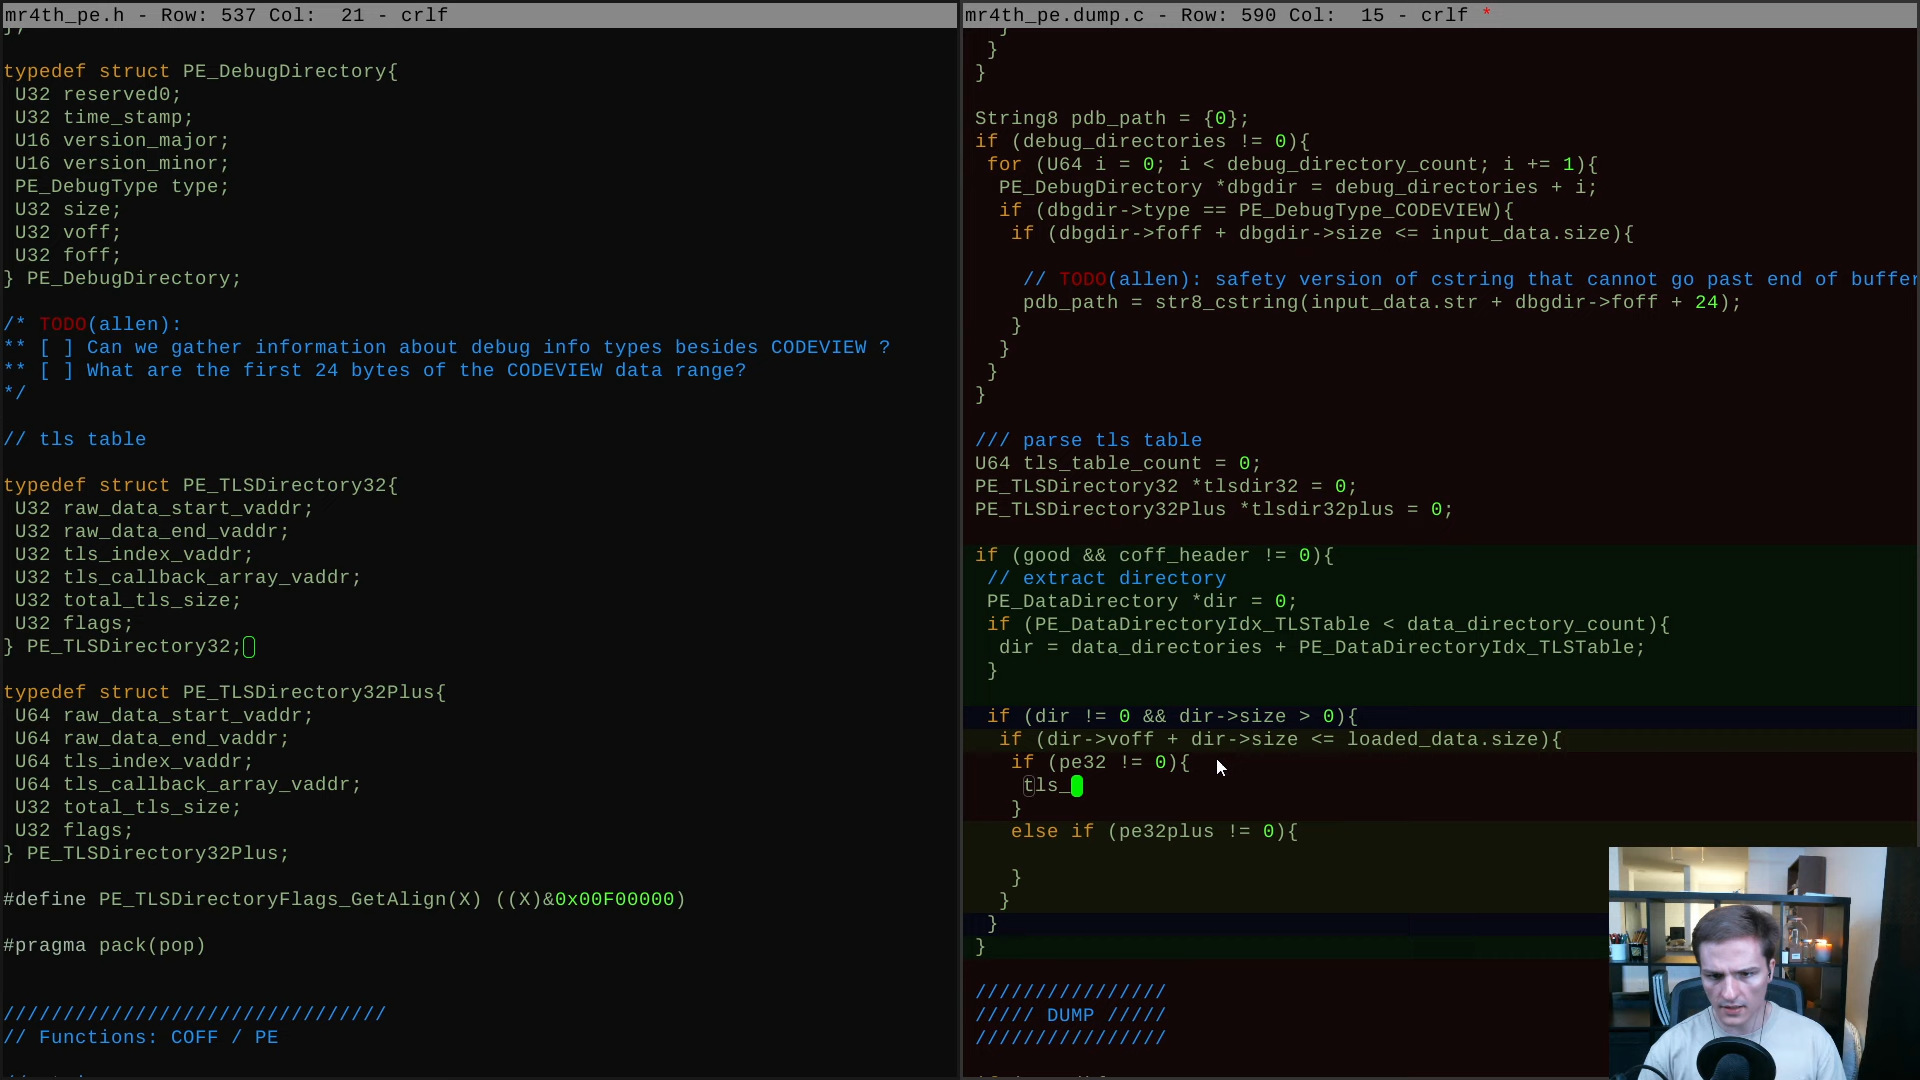 mr4th_pe.h - Row: 537 Col:  21 - crlf
};
typedef struct PE_DebugDirectory{
 U32 reserved0;
 U32 time_stamp;
 U16 version_major;
 U16 version_minor;
 PE_DebugType type;
 U32 size;
 U32 voff;
 U32 foff;
} PE_DebugDirectory;
/* TODO(allen):
** [ ] Can we gather information about debug info types besides CODEVIEW ?
** [ ] What are the first 24 bytes of the CODEVIEW data range?
*/
// tls table
typedef struct PE_TLSDirectory32{
 U32 raw_data_start_vaddr;
 U32 raw_data_end_vaddr;
 U32 tls_index_vaddr;
 U32 tls_callback_array_vaddr;
 U32 total_tls_size;
 U32 flags;
} PE_TLSDirectory32;
typedef struct PE_TLSDirectory32Plus{
 U64 raw_data_start_vaddr;
 U64 raw_data_end_vaddr;
 U64 tls_index_vaddr;
 U64 tls_callback_array_vaddr;
 U32 total_tls_size;
 U32 flags;
} PE_TLSDirectory32Plus;
#define PE_TLSDirectoryFlags_GetAlign(X) ((X)&0x00F00000)
#pragma pack(pop)
////////////////////////////////
// Functions: COFF / PE
mr4th_pe.dump.c - Row: 590 Col:  15 - crlf *
   }
  }
 }
 String8 pdb_path = {0};
 if (debug_directories != 0){
  for (U64 i = 0; i < debug_directory_count; i += 1){
   PE_DebugDirectory *dbgdir = debug_directories + i;
   if (dbgdir->type == PE_DebugType_CODEVIEW){
    if (dbgdir->foff + dbgdir->size <= input_data.size){
     // TODO(allen): safety version of cstring that cannot go past end of buffer
     pdb_path = str8_cstring(input_data.str + dbgdir->foff + 24);
    }
   }
  }
 }
 /// parse tls table
 U64 tls_table_count = 0;
 PE_TLSDirectory32 *tlsdir32 = 0;
 PE_TLSDirectory32Plus *tlsdir32plus = 0;
 if (good && coff_header != 0){
  // extract directory
  PE_DataDirectory *dir = 0;
  if (PE_DataDirectoryIdx_TLSTable < data_directory_count){
   dir = data_directories + PE_DataDirectoryIdx_TLSTable;
  }
  if (dir != 0 && dir->size > 0){
   if (dir->voff + dir->size <= loaded_data.size){
    if (pe32 != 0){
     tls_
    }
    else if (pe32plus != 0){
    }
   }
  }
 }
 ////////////////
 ///// DUMP /////
 ////////////////